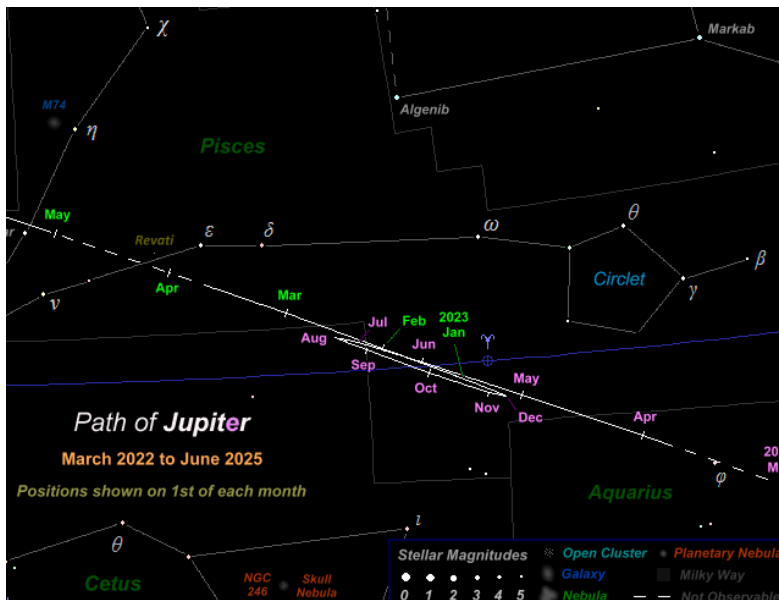 χ
Markab
M74
Algenib
η
Pisces
θ
May
Revati
ε
δ
ω
β
Circlet
Apr
γ
ν
Mar
2023
Jul
Feb
Jan
Aug
Jun
Sep
Oct
May
Nov
Dec
Apr
Path of Jupiter
March 2022 to June 2025
Positions shown on 1st of each month
φ
Aquarius
θ
ι
Cetus
NGC
246
Skull
Nebula
Stellar Magnitudes
0 1 2 3 4 5
Open Cluster
Planetary Nebula
Galaxy
Milky Way
Nebula
Not Observable